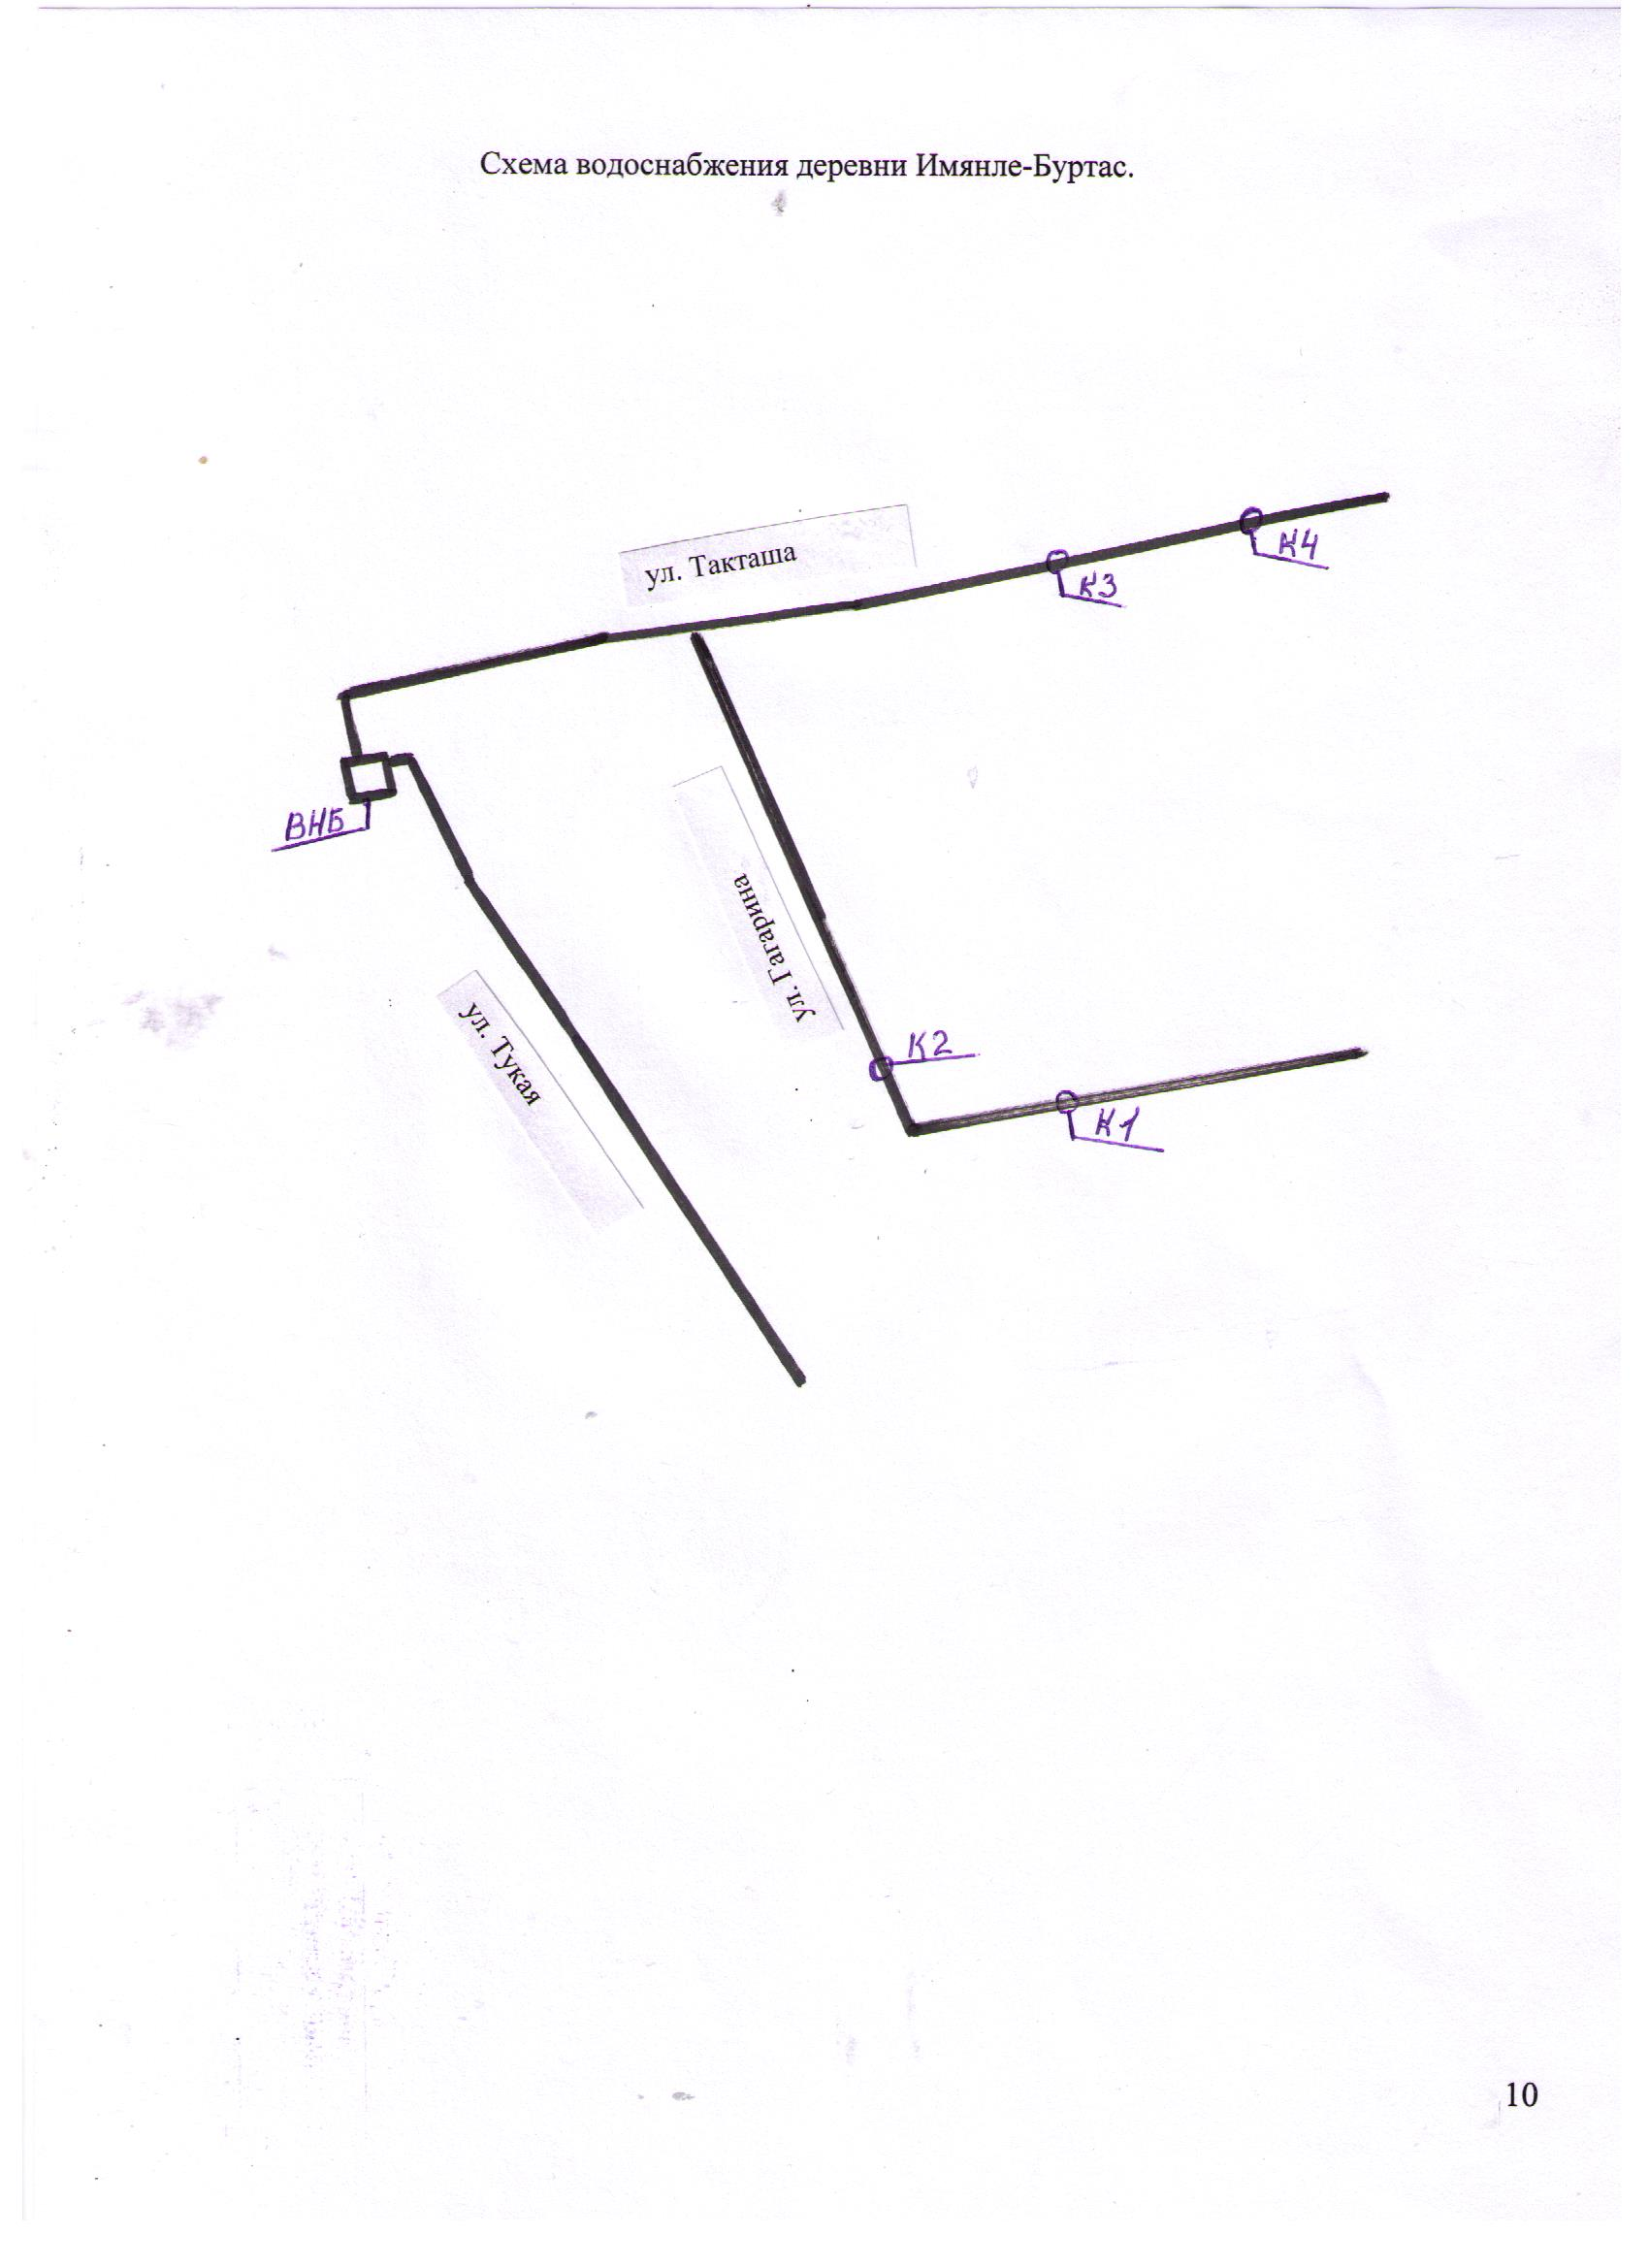 Схема водоснабжения деревни Имянле-Буртас.
ул. Такташа
К4
К3
ВНБ
ул. Гагарина
ул. Тукая
К2
К1
10